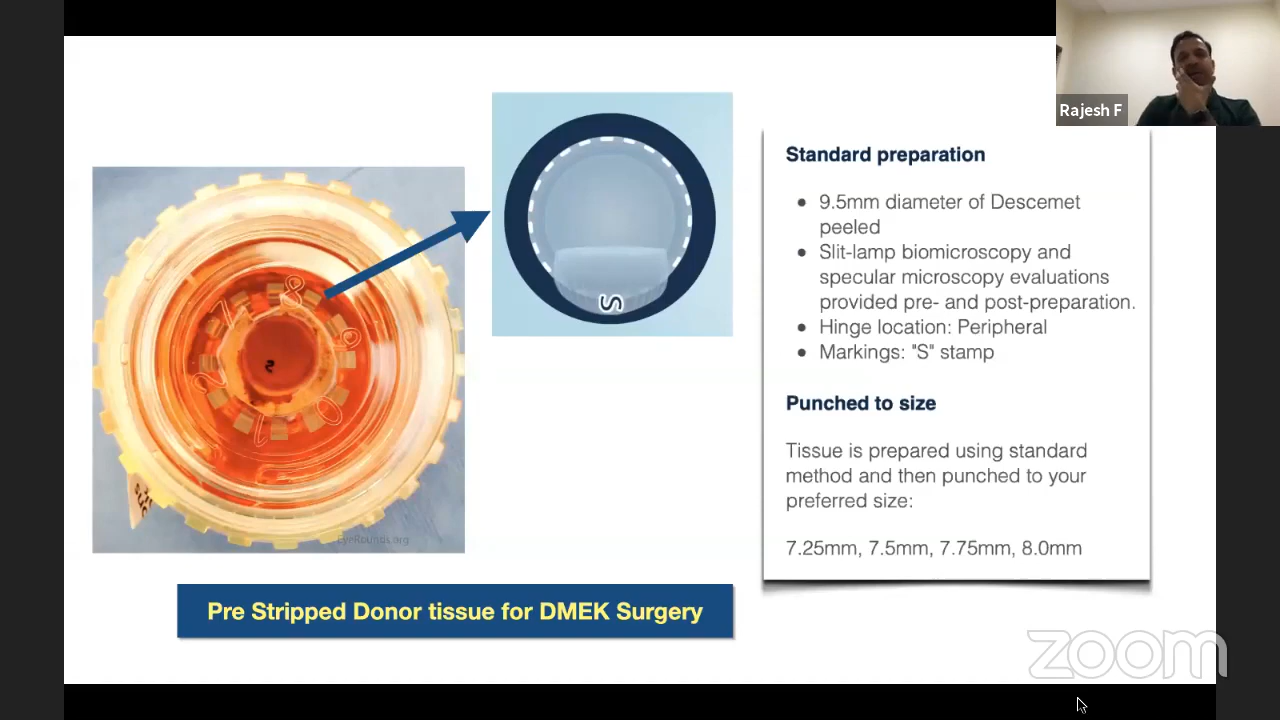 Rajesh F
Standard preparation
• 9.5mm diameter of Descemet
peeled
• Slit-lamp biomicroscopy and
specular microscopy evaluations
provided pre- and post-preparation.
• Hinge location: Peripheral
• Markings: "S" stamp
Punched to size
Tissue is prepared using standard
method and then punched to your
preferred size:
7.25mm, 7.5mm, 7.75mm, 8.0mm
S
EyeRounds.org
Pre Stripped Donor tissue for DMEK Surgery
zoom